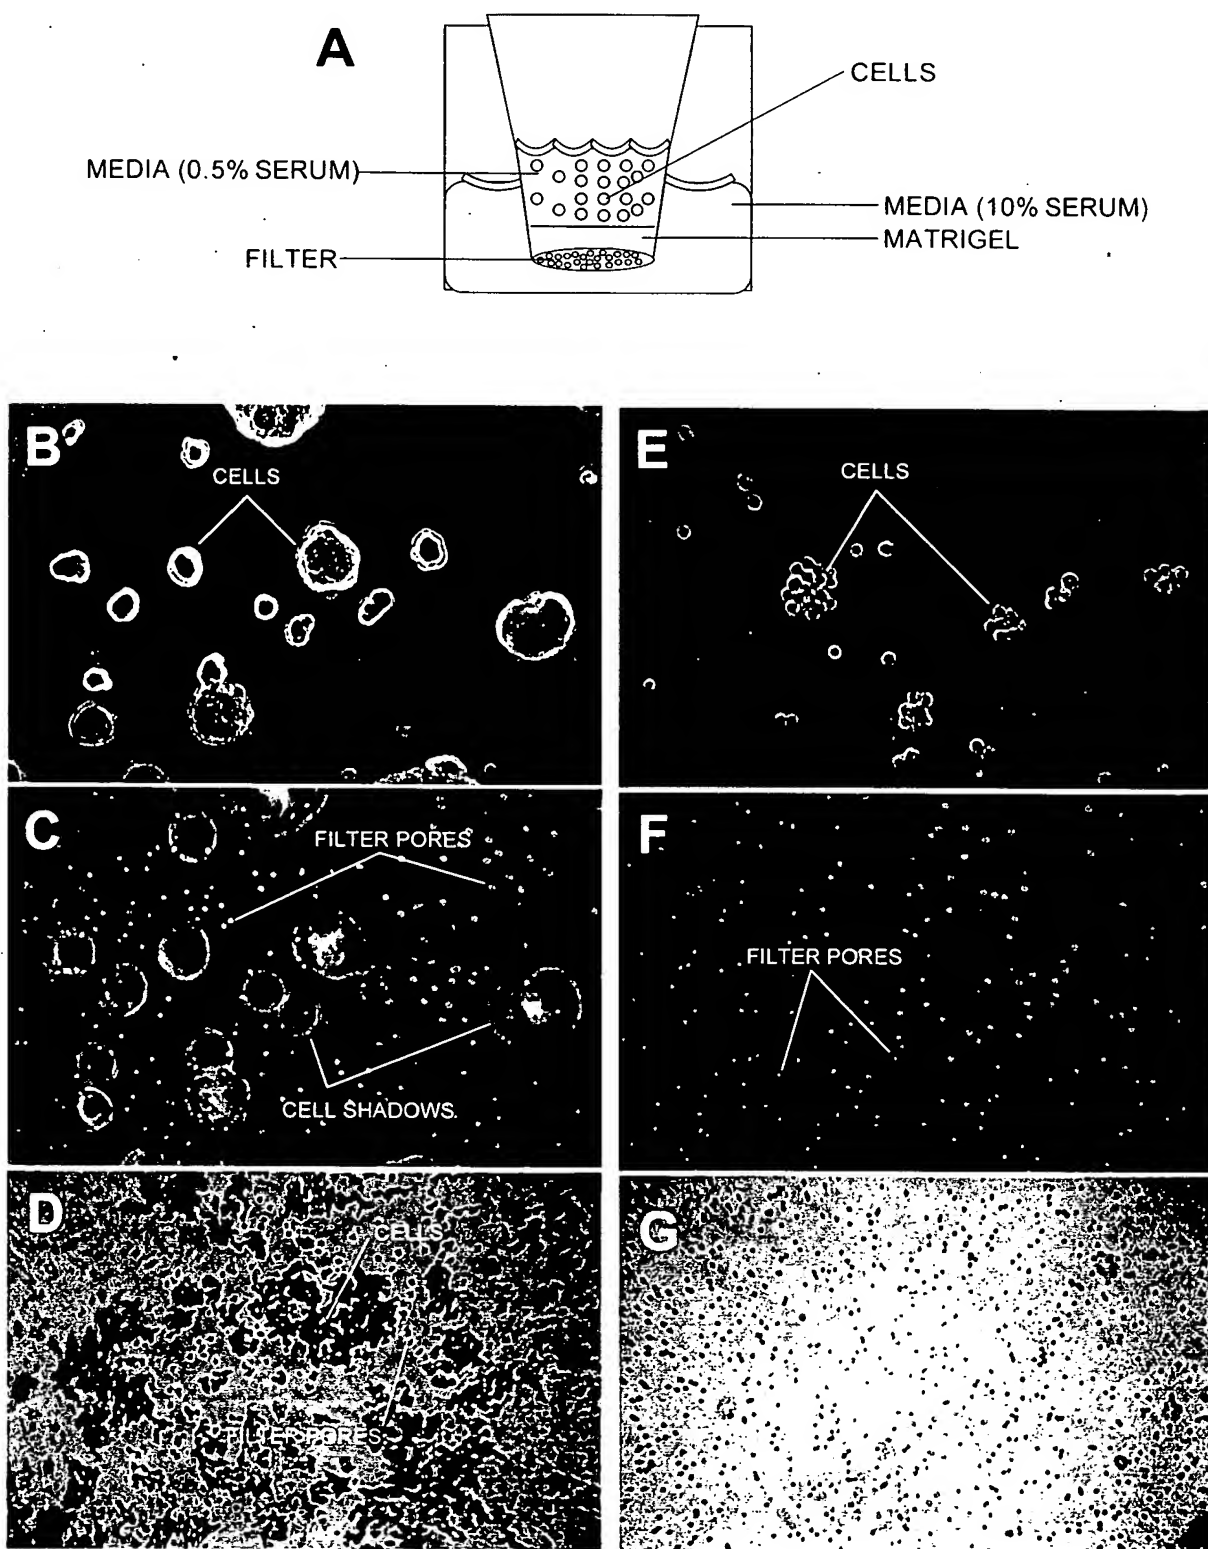 A
CELLS
MEDIA (0.5% SERUM)
MEDIA (10% SERUM)
MATRIGEL
FILTER
B
CELLS
E
CELLS
C
FILTER PORES
CELL SHADOWS
F
FILTER PORES
D
CELLS
FILTER PORES
G